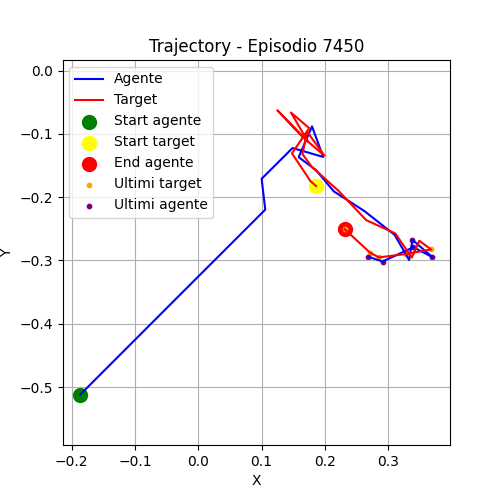 Trajectory - Episodio 7450
Agente
Target
Start agente
Start target
End agente
Ultimi target
Ultimi agente
0.0
−0.1
−0.2
−0.3
−0.4
−0.5
Y
−0.2
−0.1
0.0
0.1
0.2
0.3
X